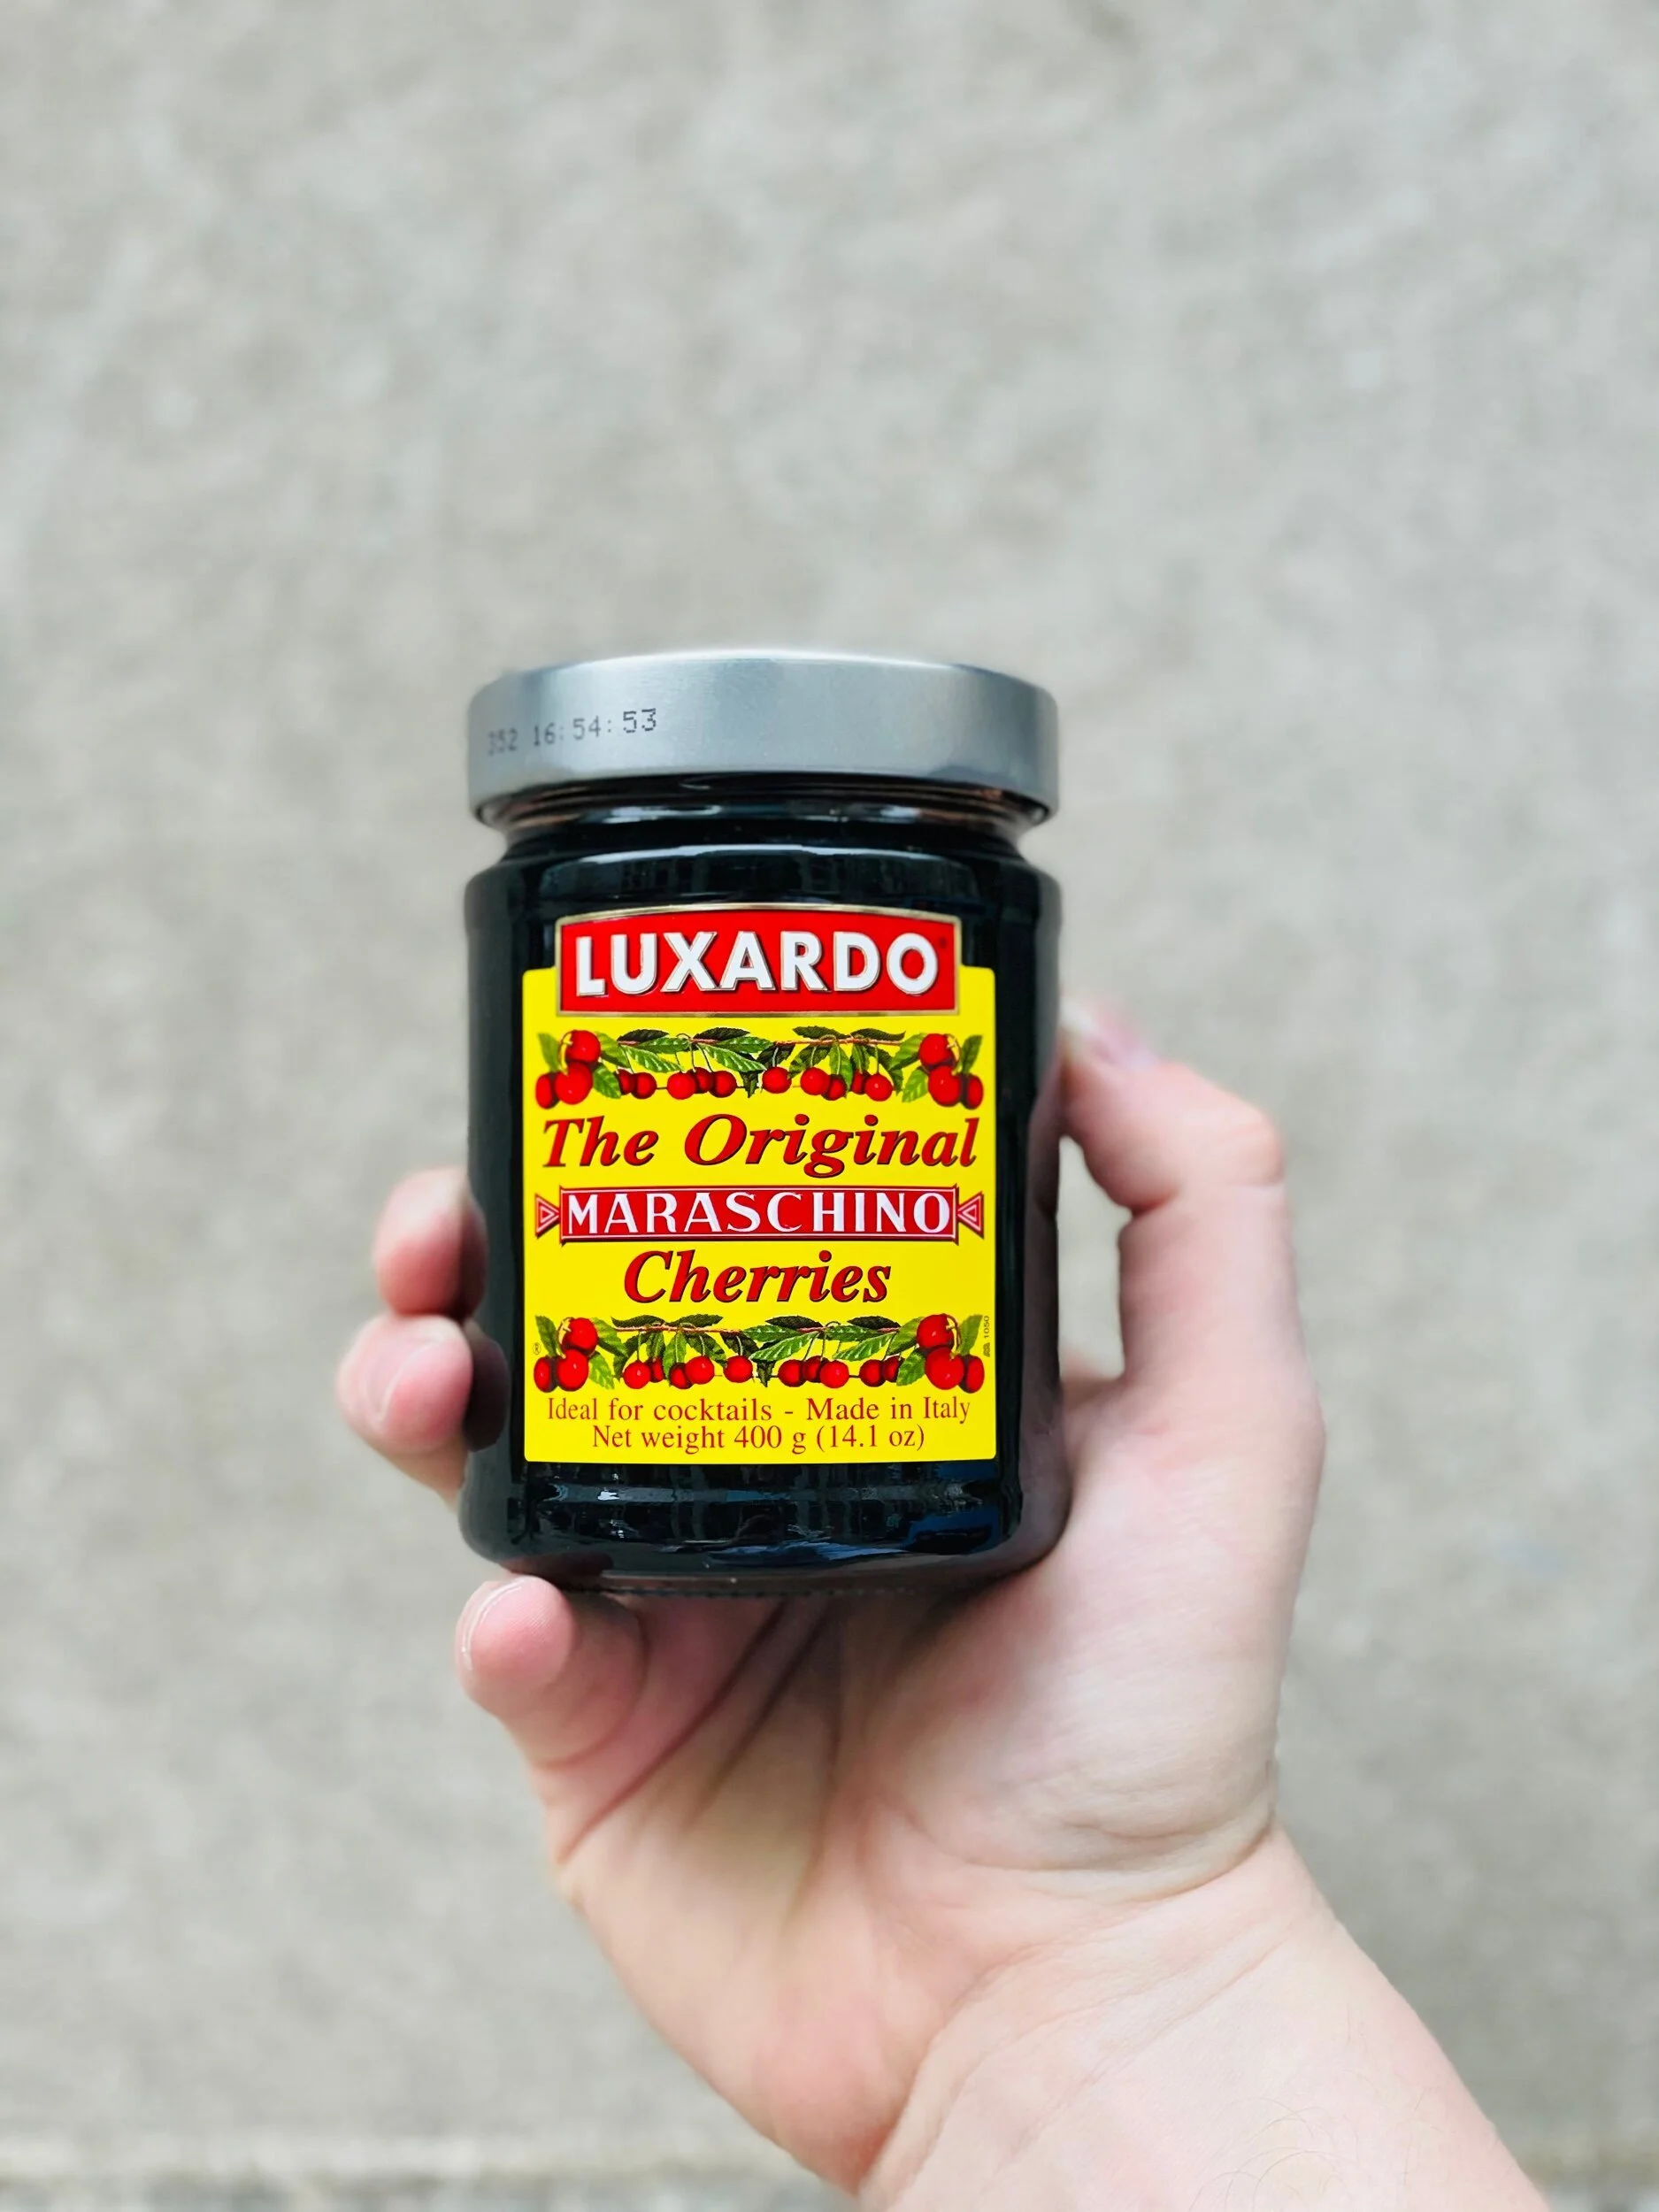 352 16:54:53
LUXARDO
The Original
MARASCHINO
Cherries
Ideal for cocktails - Made in Italy
Net weight 400 g (14.1 oz)